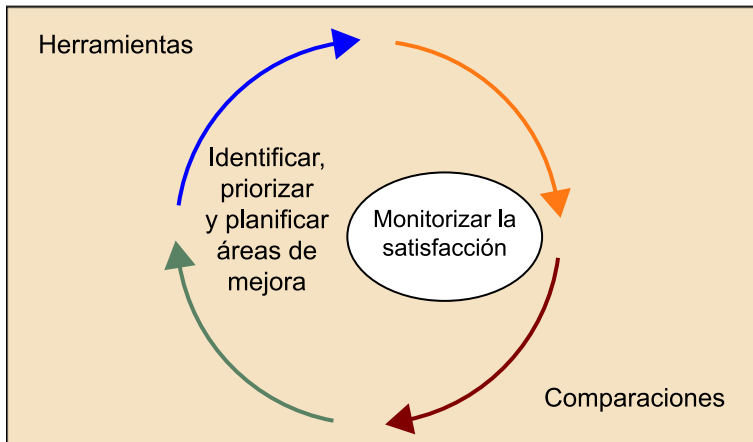 Herramientas
Identificar,
priorizar
y planificar
áreas de
mejora
Monitorizar la
satisfacción
Comparaciones